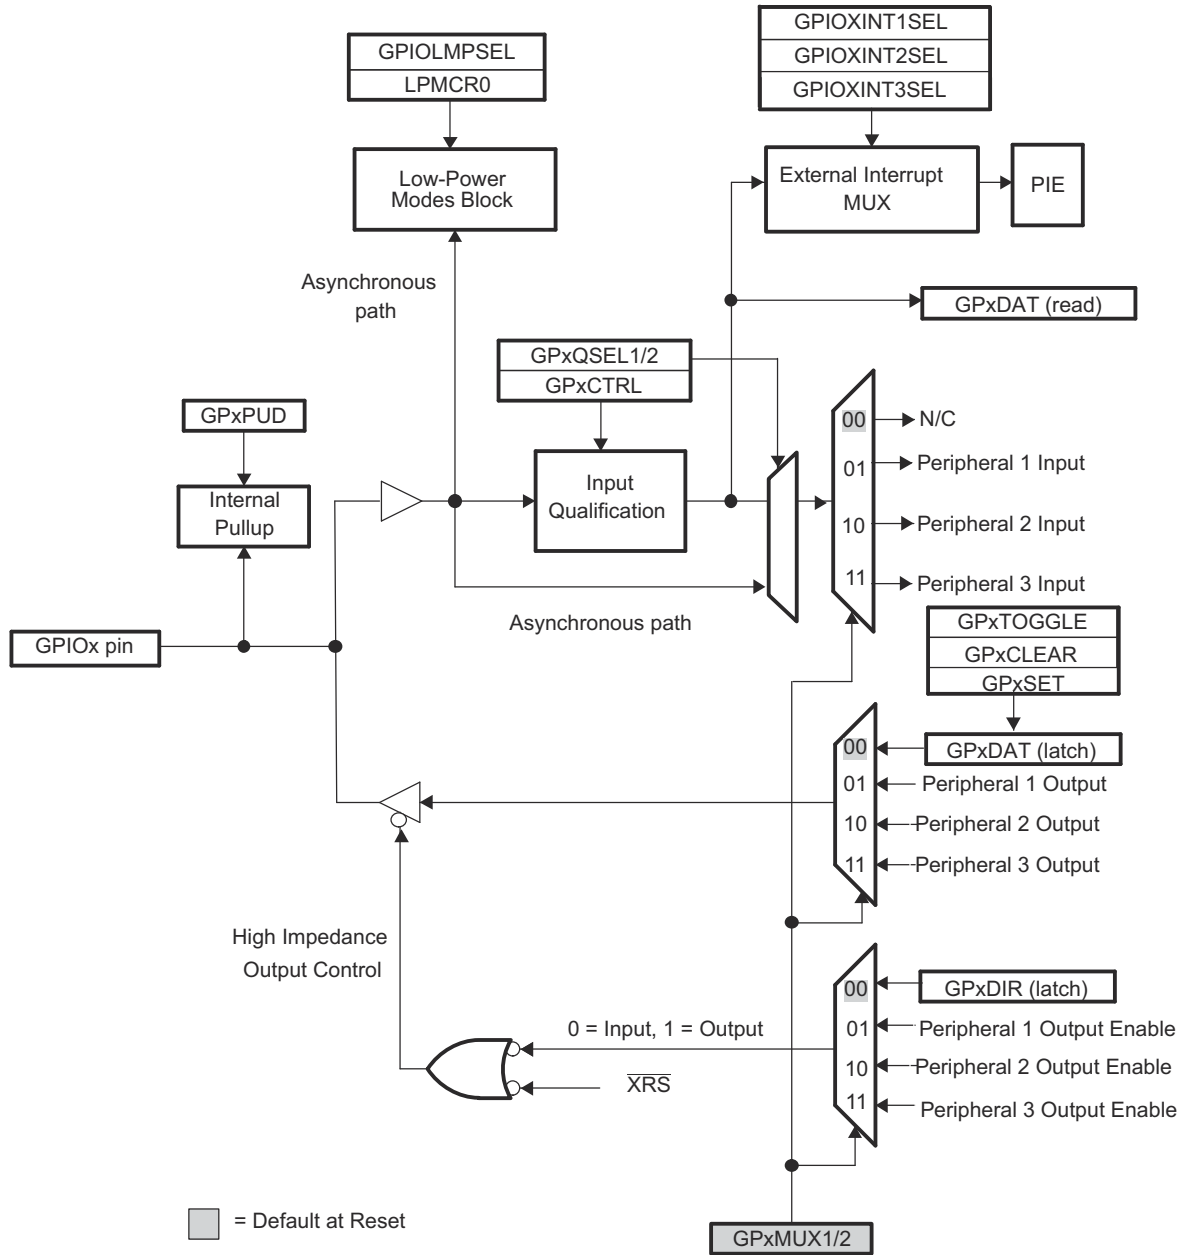 GPIOLMPSEL
LPMCR0
Low-Power
Modes Block
GPIOXINT1SEL
GPIOXINT2SEL
GPIOXINT3SEL
External Interrupt
MUX
PIE
Asynchronous
path
GPxDAT (read)
GPxQSEL1/2
GPxCTRL
GPxPUD
Internal
Pullup
Input
Qualification
00
N/C
01
Peripheral 1 Input
10
Peripheral 2 Input
11
Peripheral 3 Input
Asynchronous path
GPIOx pin
GPxTOGGLE
GPxCLEAR
GPxSET
00
GPxDAT (latch)
01
Peripheral 1 Output
10
Peripheral 2 Output
11
Peripheral 3 Output
High Impedance
Output Control
00
GPxDIR (latch)
0 = Input, 1 = Output
01
Peripheral 1 Output Enable
10
Peripheral 2 Output Enable
XRS
11
Peripheral 3 Output Enable
= Default at Reset
GPxMUX1/2